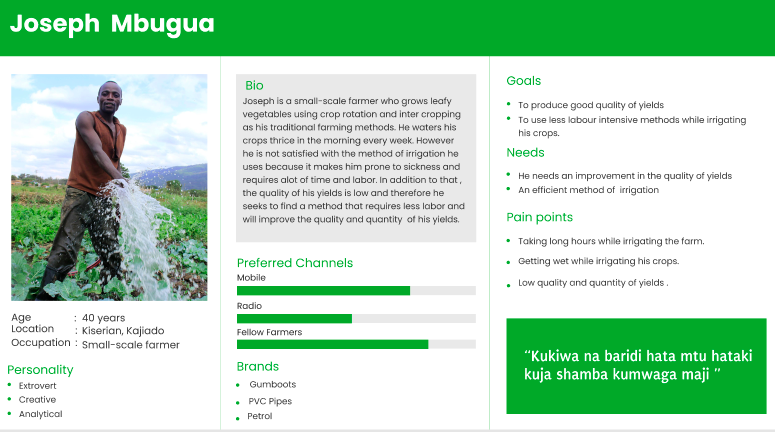 Joseph Mbugua
Age : 40 years
Location : Kiserian, Kajiado
Occupation : Small-scale farmer
Personality
Extrovert
Creative
Analytical
Bio
Joseph is a small-scale farmer who grows leafy
vegetables using crop rotation and inter cropping
as his traditional farming methods. He waters his
crops thrice in the morning every week. However
he is not satisfied with the method of irrigation he
uses because it makes him prone to sickness and
requires alot of time and labor. In addition to that ,
the quality of his yields is low and therefore he
seeks to find a method that requires less labor and
will improve the quality and quantity of his yields.
Preferred Channels
Mobile
Radio
Fellow Farmers
Brands
Gumboots
PVC Pipes
Petrol
Goals
To produce good quality of yields
To use less labour intensive methods while irrigating
his crops.
Needs
He needs an improvement in the quality of yields
An efficient method of irrigation
Pain points
Taking long hours while irrigating the farm.
Getting wet while irrigating his crops.
Low quality and quantity of yields .
“Kukiwa na baridi hata mtu hataki
kuja shamba kumwaga maji ”